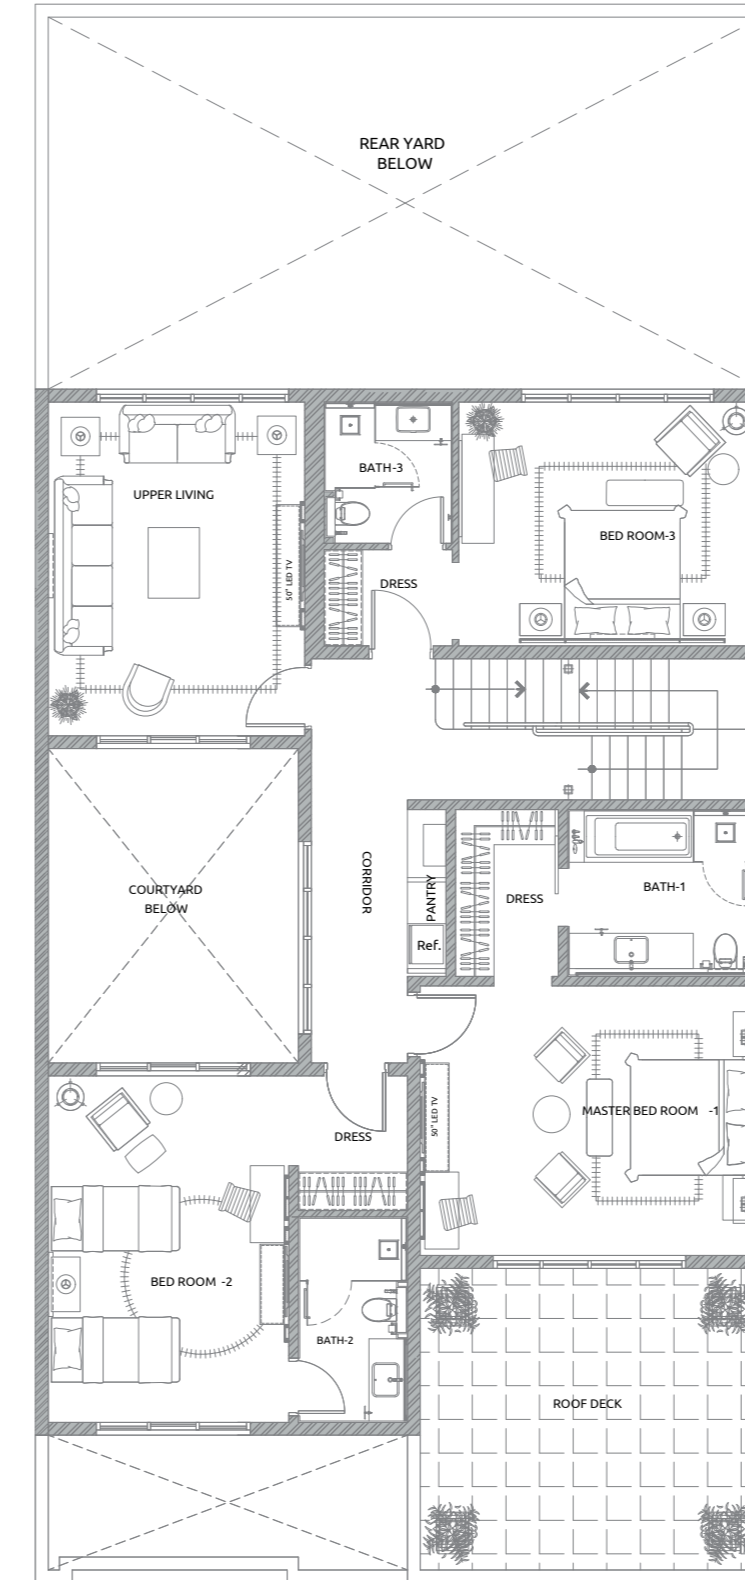 REAR YARD
BELOW
BATH-3
UPPER LIVING
BED ROOM-3
50" LED TV
DRESS
CORRIDOR
PANTRY
COURTYARD
BELOW
DRESS
BATH-1
Ref.
50" LED TV
MASTER BED ROOM -1
DRESS
BED ROOM -2
BATH-2
ROOF DECK